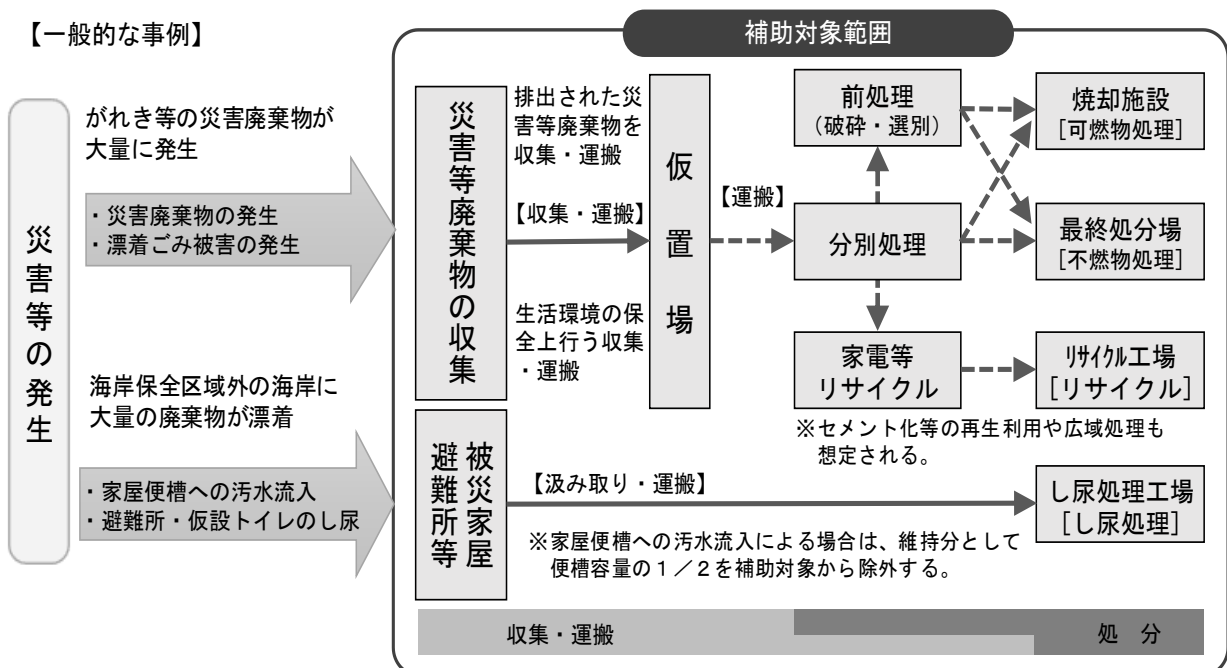 【一般的な事例】
補助対象範囲
災害等の発生
がれき等の災害廃棄物が
大量に発生
・災害廃棄物の発生
・漂着ごみ被害の発生
海岸保全区域外の海岸に
大量の廃棄物が漂着
・家屋便槽への汚水流入
・避難所・仮設トイレのし尿
災害等廃棄物の収集
排出された災
害等廃棄物を
収集・運搬
【収集・運搬】
生活環境の保
全上行う収集
・運搬
仮置場
【運搬】
前処理
（破砕・選別）
分別処理
家電等
リサイクル
焼却施設
［可燃物処理］
最終処分場
［不燃物処理］
ﾘｻｲｸﾙ工場
［リサイクル］
※セメント化等の再生利用や広域処理も
想定される。
被災家屋
避難所等
【汲み取り・運搬】
し尿処理工場
［し尿処理］
※家屋便槽への汚水流入による場合は、維持分として
便槽容量の１／２を補助対象から除外する。
収集・運搬
処　分